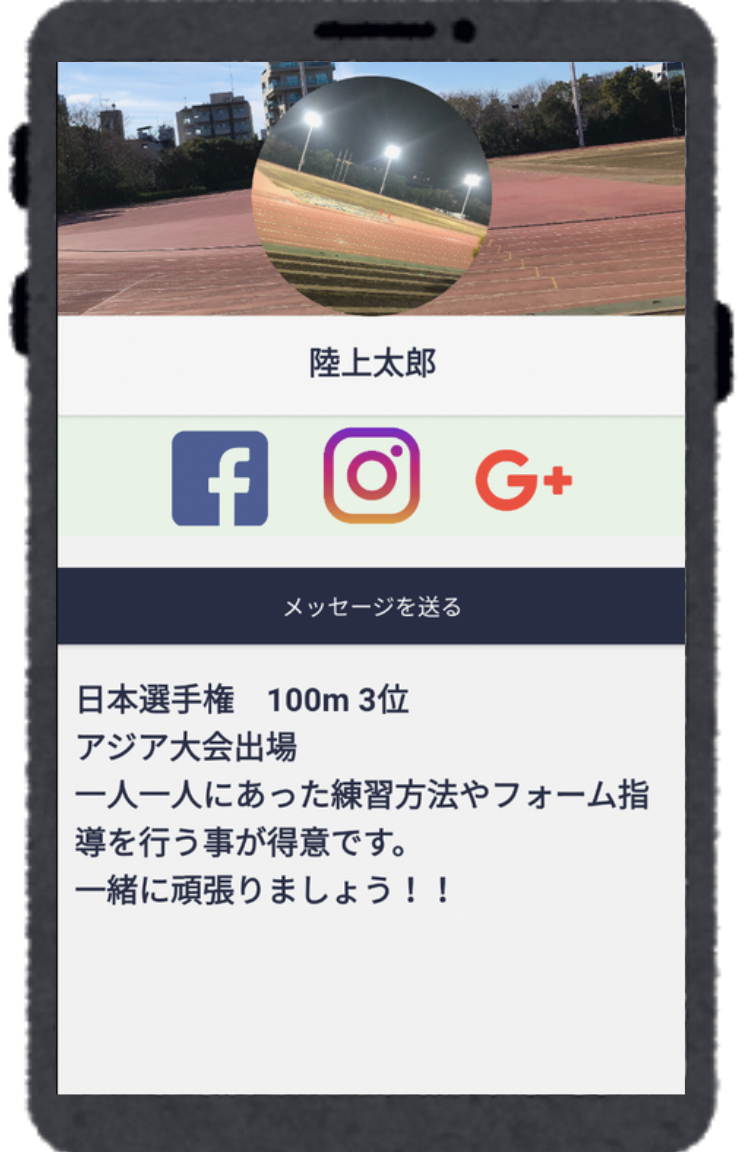 陸上太郎
f
G+
メッセージを送る
日本選手権　100m 3位
アジア大会出場
一人一人にあった練習方法やフォーム指
導を行う事が得意です。
一緒に頑張りましょう！！